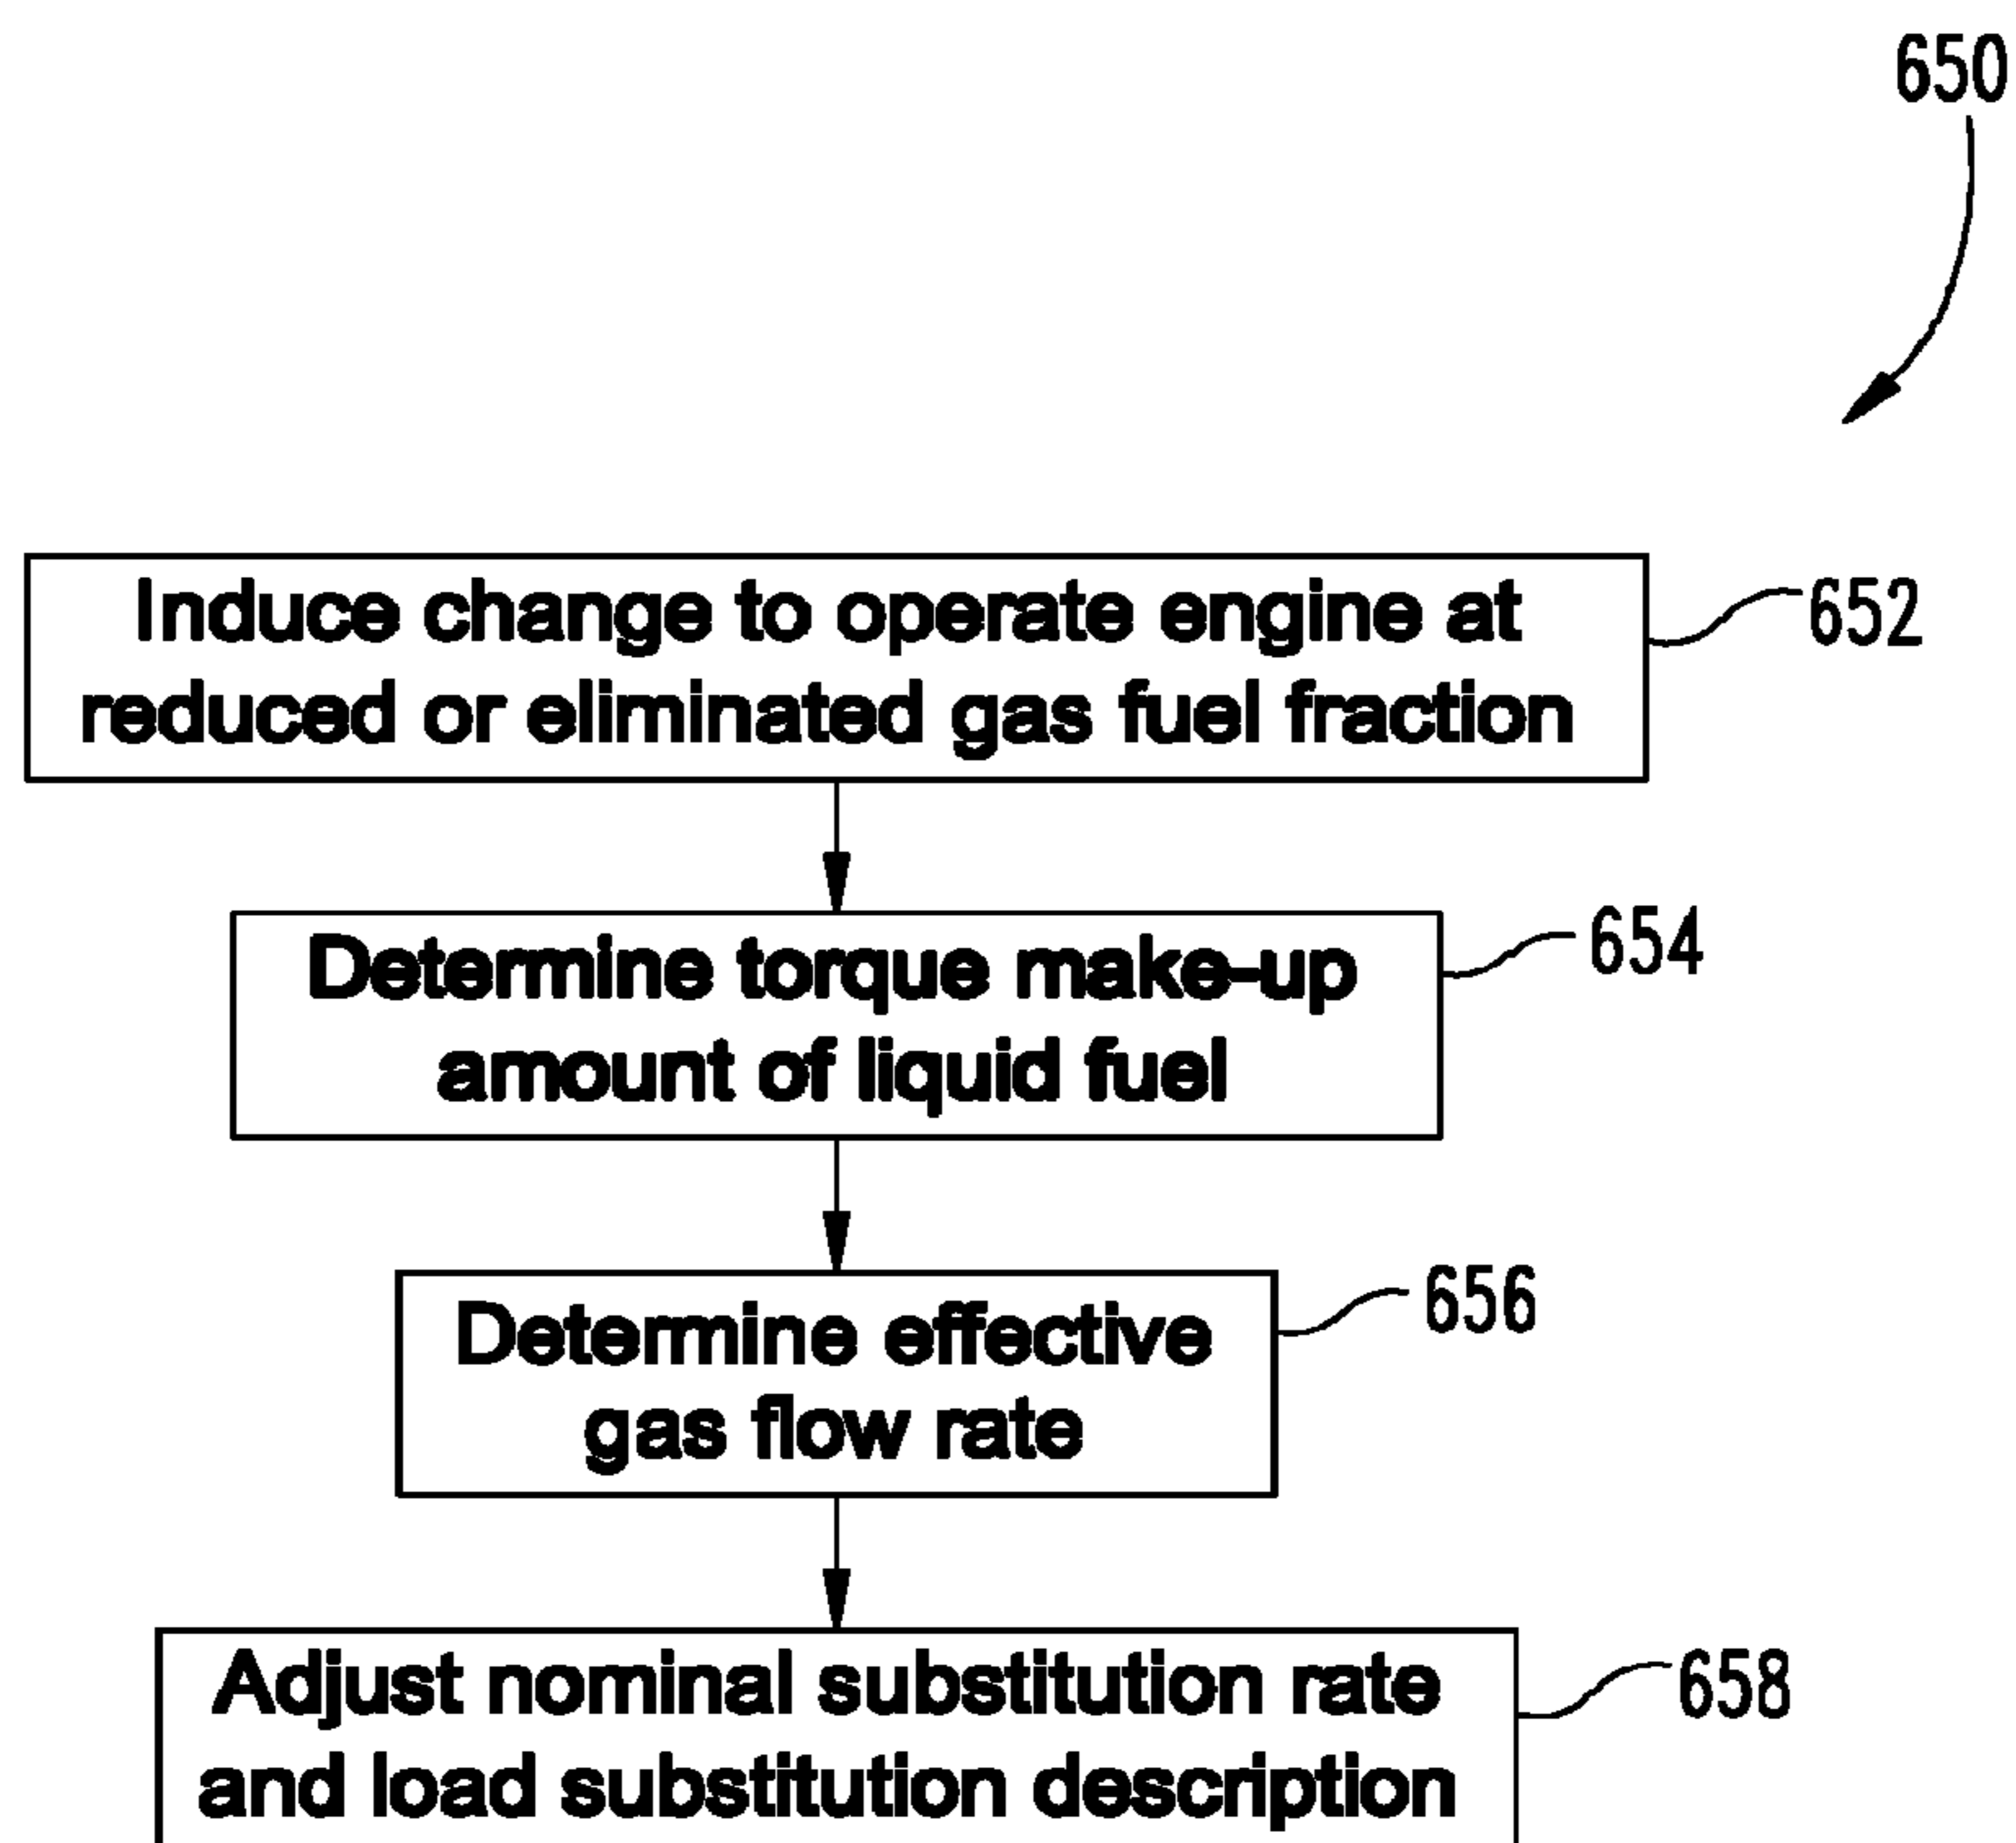 650
Induce change to operate engine at
reduced or eliminated gas fuel fraction
652
Determine torque make-up
amount of liquid fuel
654
Determine effective
gas flow rate
656
Adjust nominal substitution rate
and load substitution description
658